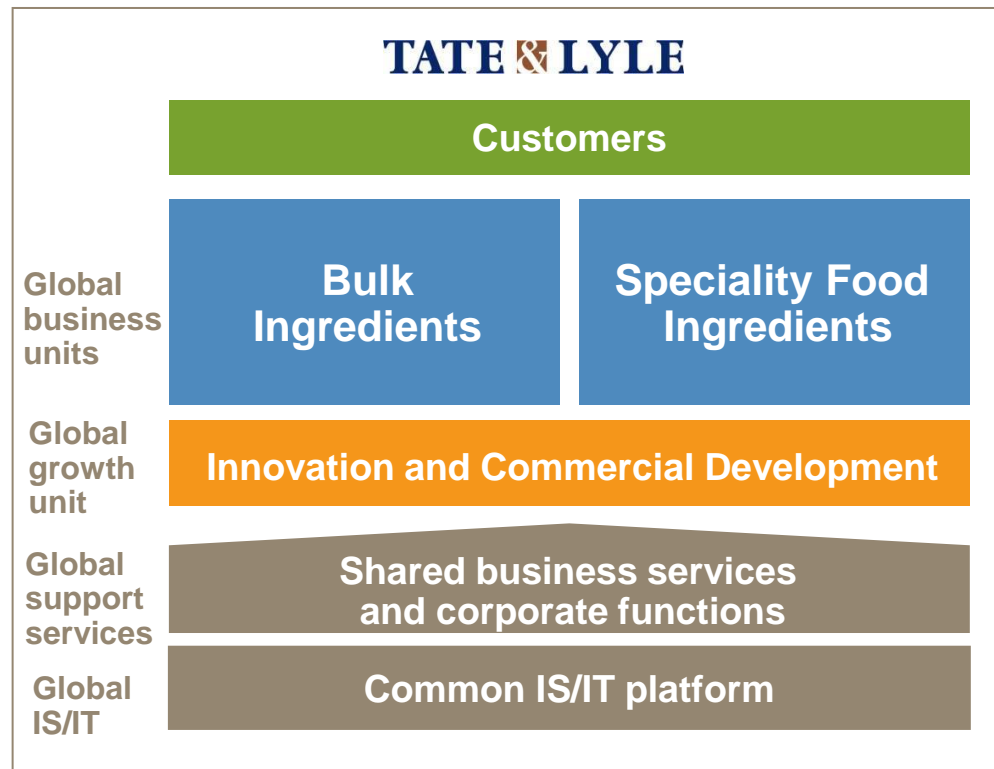 TATE & LYLE
Customers
Global
business
units
Bulk
Ingredients
Speciality Food
Ingredients
Global
growth
unit
Innovation and Commercial Development
Global
support
services
Shared business services
and corporate functions
Global
IS/IT
Common IS/IT platform